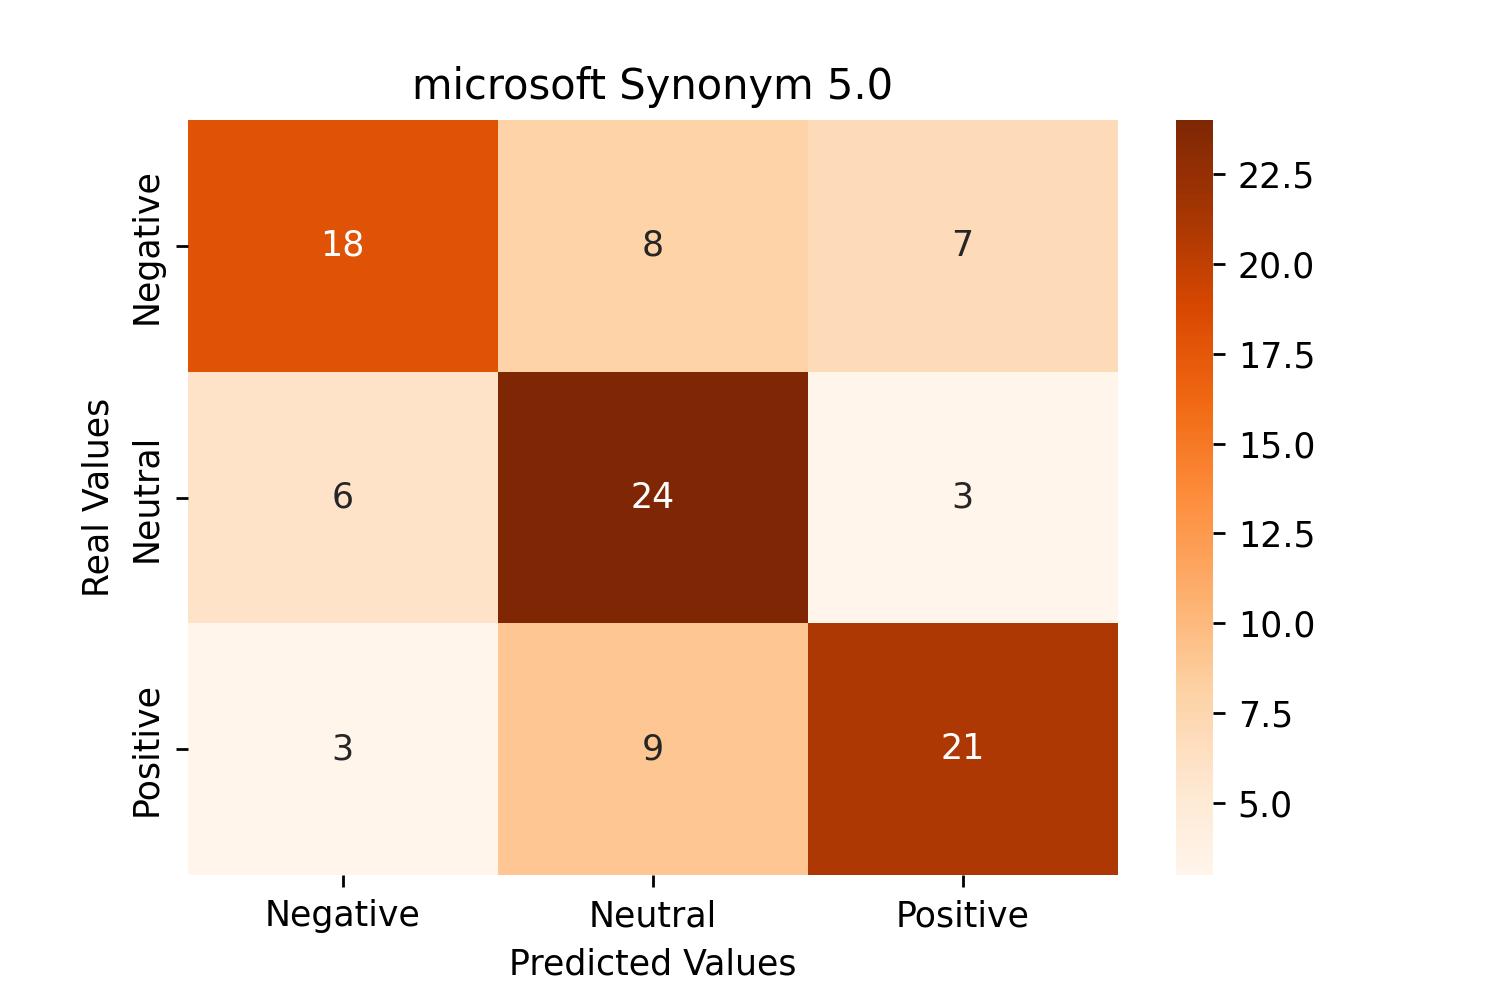 microsoft Synonym 5.0
Real Values
Negative
18 8 7
Neutral
6 24 3
Positive
3 9 21
Negative Neutral Positive
Predicted Values
22.5
20.0
17.5
15.0
12.5
10.0
7.5
5.0